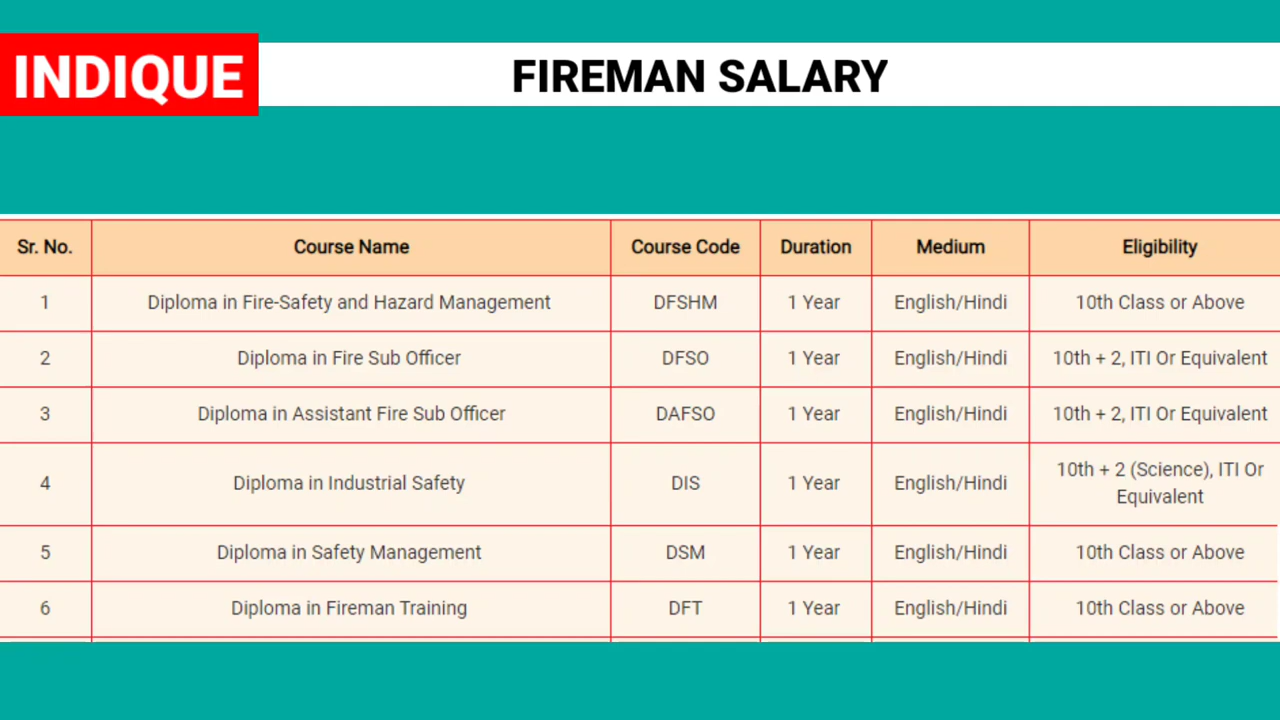 INDIQUE
FIREMAN SALARY
Sr. No. Course Name Course Code Duration Medium Eligibility
1 Diploma in Fire-Safety and Hazard Management DFSHM 1 Year English/Hindi 10th Class or Above
2 Diploma in Fire Sub Officer DFSO 1 Year English/Hindi 10th + 2, ITI Or Equivalent
3 Diploma in Assistant Fire Sub Officer DAFSO 1 Year English/Hindi 10th + 2, ITI Or Equivalent
4 Diploma in Industrial Safety DIS 1 Year English/Hindi 10th + 2 (Science), ITI Or
Equivalent
5 Diploma in Safety Management DSM 1 Year English/Hindi 10th Class or Above
6 Diploma in Fireman Training DFT 1 Year English/Hindi 10th Class or Above